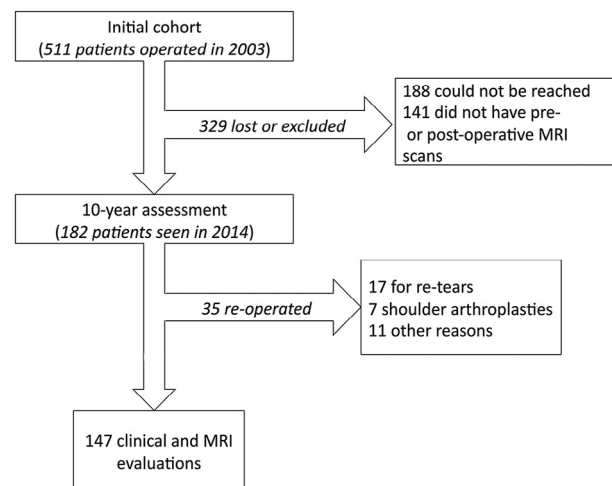 Initial cohort
(511 patients operated in 2003)
329 lost or excluded
188 could not be reached
141 did not have pre-
or post-operative MRI
scans
10-year assessment
(182 patients seen in 2014)
35 re-operated
17 for re-tears
7 shoulder arthroplasties
11 other reasons
147 clinical and MRI
evaluations